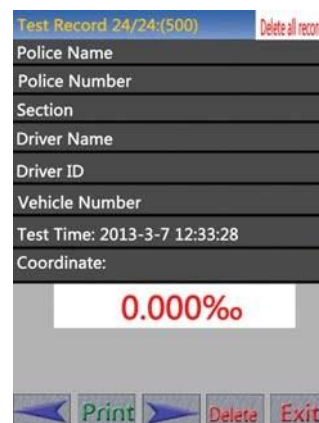 Test Record 24/24:(500)
Delete all recor
Police Name
Police Number
Section
Driver Name
Driver ID
Vehicle Number
Test Time: 2013-3-7 12:33:28
Coordinate:
0.000‰
Print
Delete
Exit